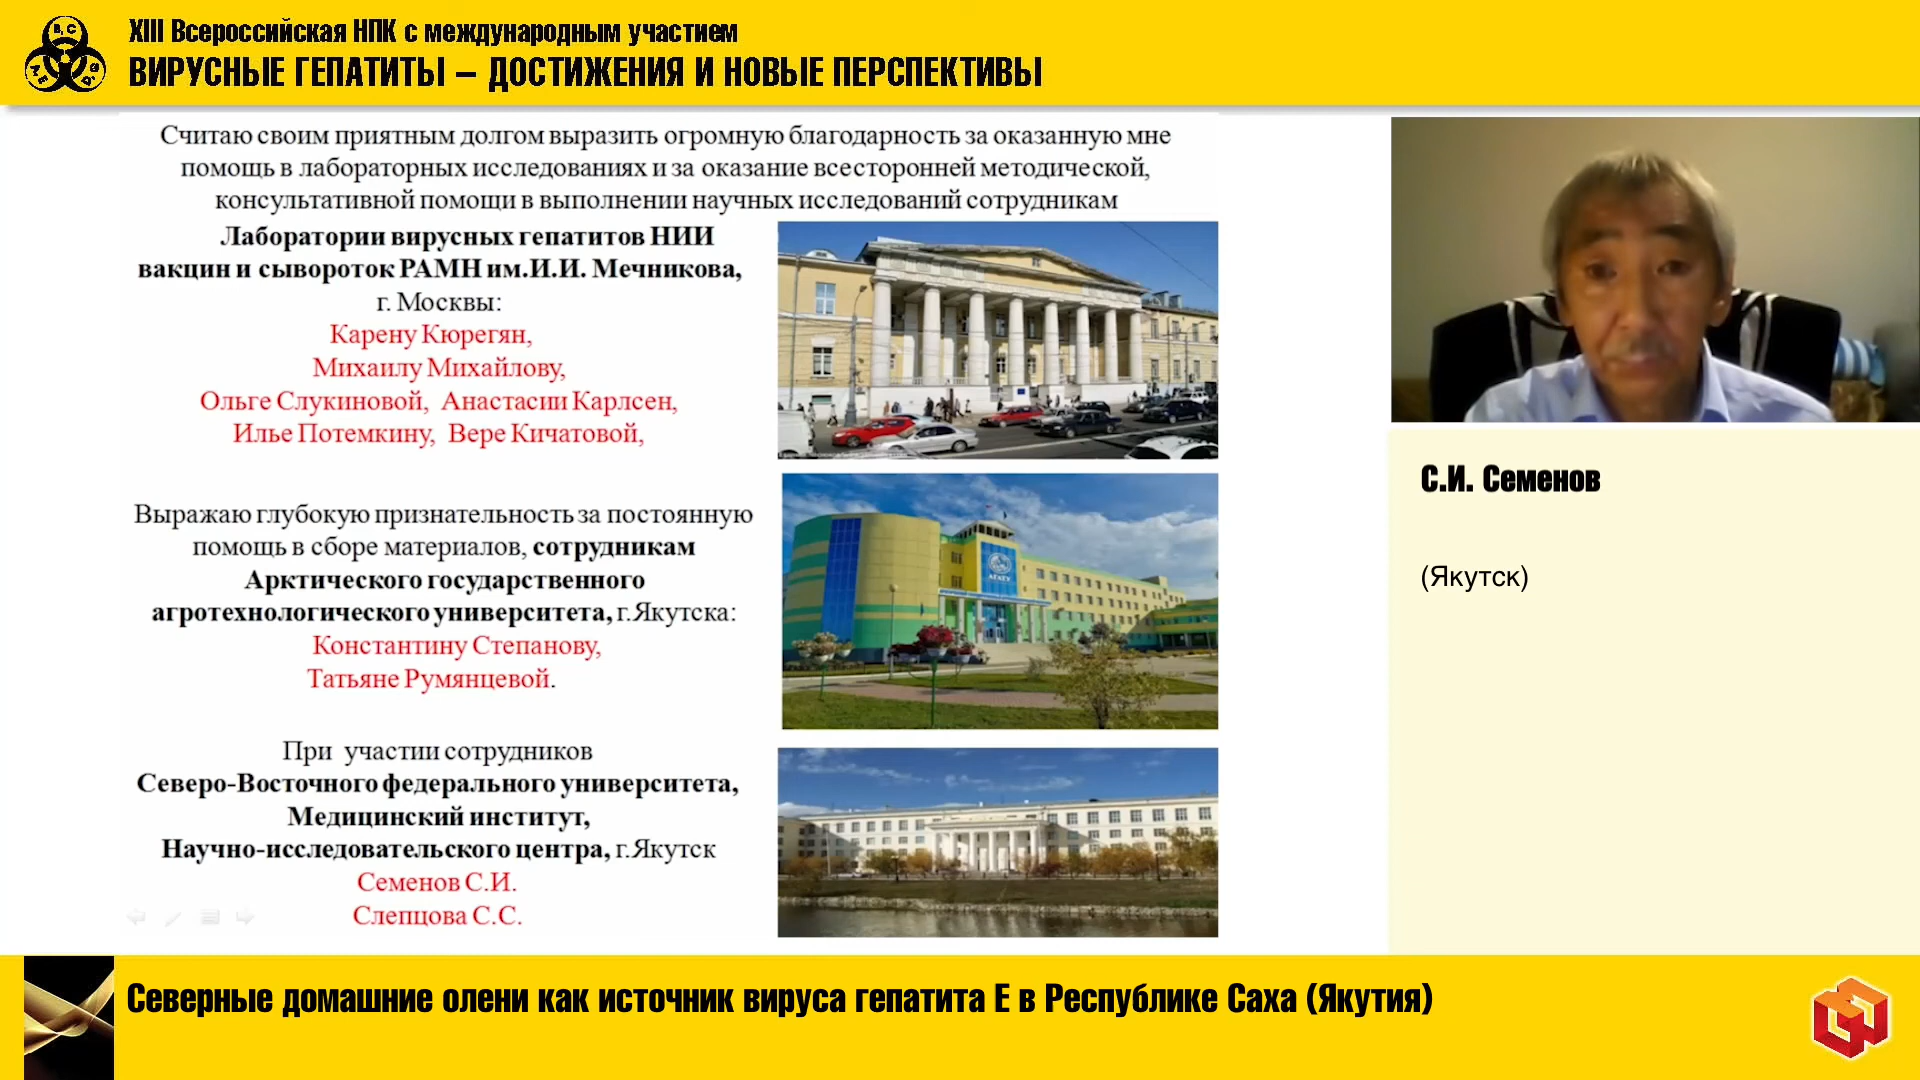 XIII Всероссийская НПК с международным участием
ВИРУСНЫЕ ГЕПАТИТЫ – ДОСТИЖЕНИЯ И НОВЫЕ ПЕРСПЕКТИВЫ
B, C
Считаю своим приятным долгом выразить огромную благодарность за оказанную мне
помощь в лабораторных исследованиях и за оказание всесторонней методической,
консультативной помощи в выполнении научных исследований сотрудникам
Лаборатории вирусных гепатитов НИИ
вакцин и сывороток РАМН им.И.И. Мечникова,
г. Москвы:
Карену Кюрегян,
Михаилу Михайлову,
Ольге Слукиновой, Анастасии Карлсен,
Илье Потемкину, Вере Кичатовой,
Выражаю глубокую признательность за постоянную
помощь в сборе материалов, сотрудникам
Арктического государственного
агротехнологического университета, г.Якутска:
Константину Степанову,
Татьяне Румянцевой.
АГАТУ
При участии сотрудников
Северо-Восточного федерального университета,
Медицинский институт,
Научно-исследовательского центра, г.Якутск
Семенов С.И.
Слепцова С.С.
С.И. Семенов
(Якутск)
Северные домашние олени как источник вируса гепатита Е в Республике Саха (Якутия)